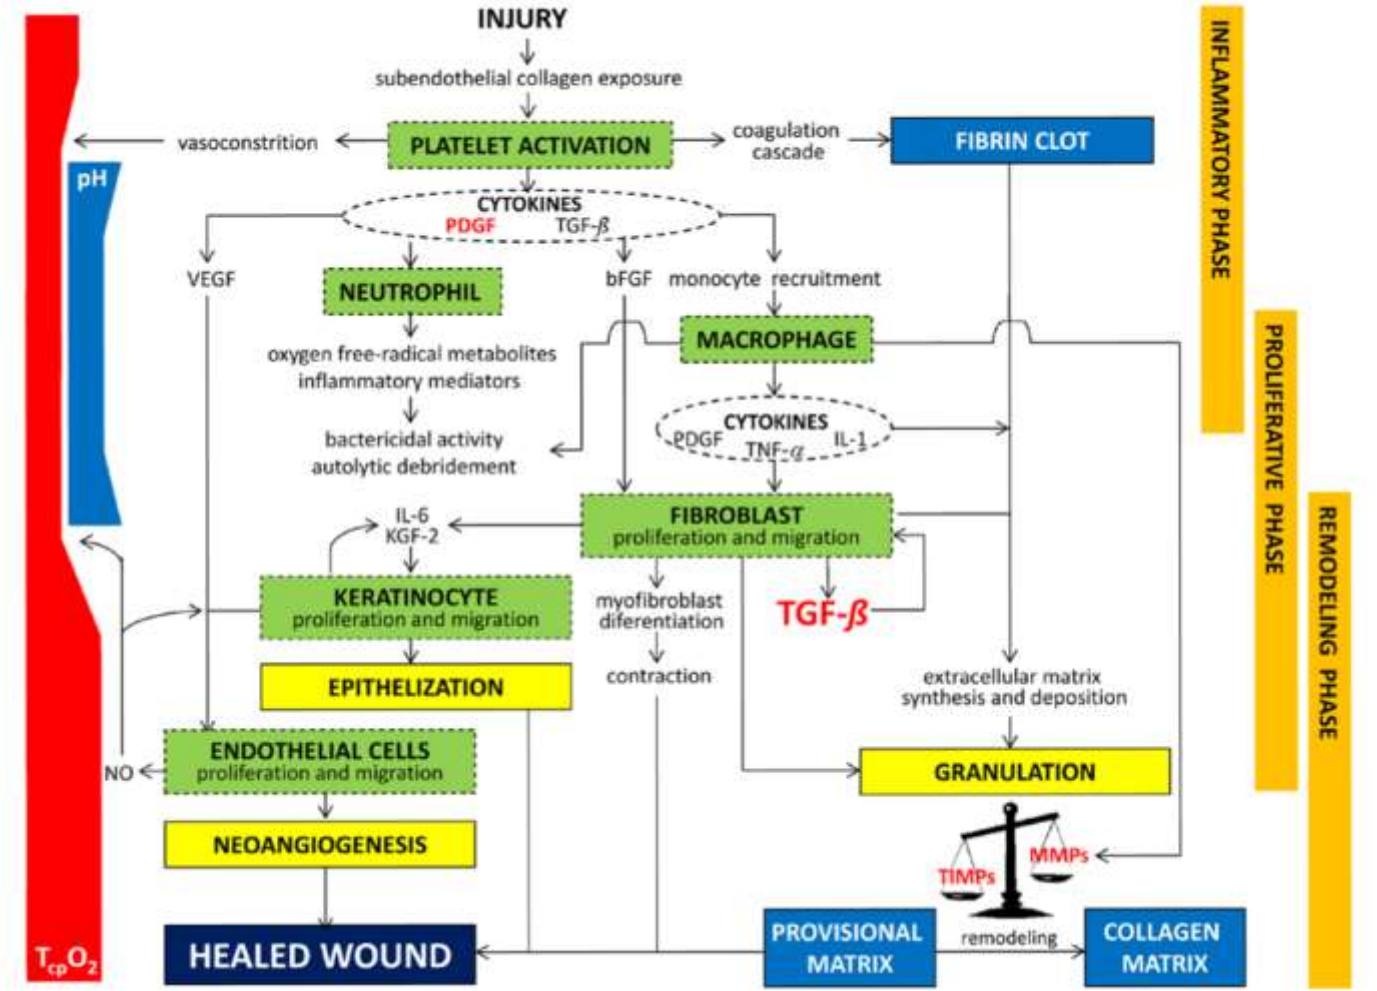 INJURY
subendothelial collagen exposure
vasoconstrition
PLATELET ACTIVATION
coagulation
cascade
FIBRIN CLOT
pH
CYTOKINES
PDGF TGF-ß
VEGF
NEUTROPHIL
bFGF
monocyte recruitment
MACROPHAGE
oxygen free-radical metabolites
inflammatory mediators
bactericidal activity
autolytic debridement
CYTOKINES
PDGF TNF-α IL-1
IL-6
KGF-2
FIBROBLAST
proliferation and migration
KERATINOCYTE
proliferation and migration
myofibroblast
diferentiation
TGF-ß
contraction
EPITHELIZATION
extracellular matrix
synthesis and deposition
ENDOTHELIAL CELLS
proliferation and migration
NO
GRANULATION
NEOANGIOGENESIS
TIMPs
MMPs
HEALED WOUND
PROVISIONAL
MATRIX
remodeling
COLLAGEN
MATRIX
TcpO2
INFLAMMATORY PHASE
PROLIFERATIVE PHASE
REMODELING PHASE